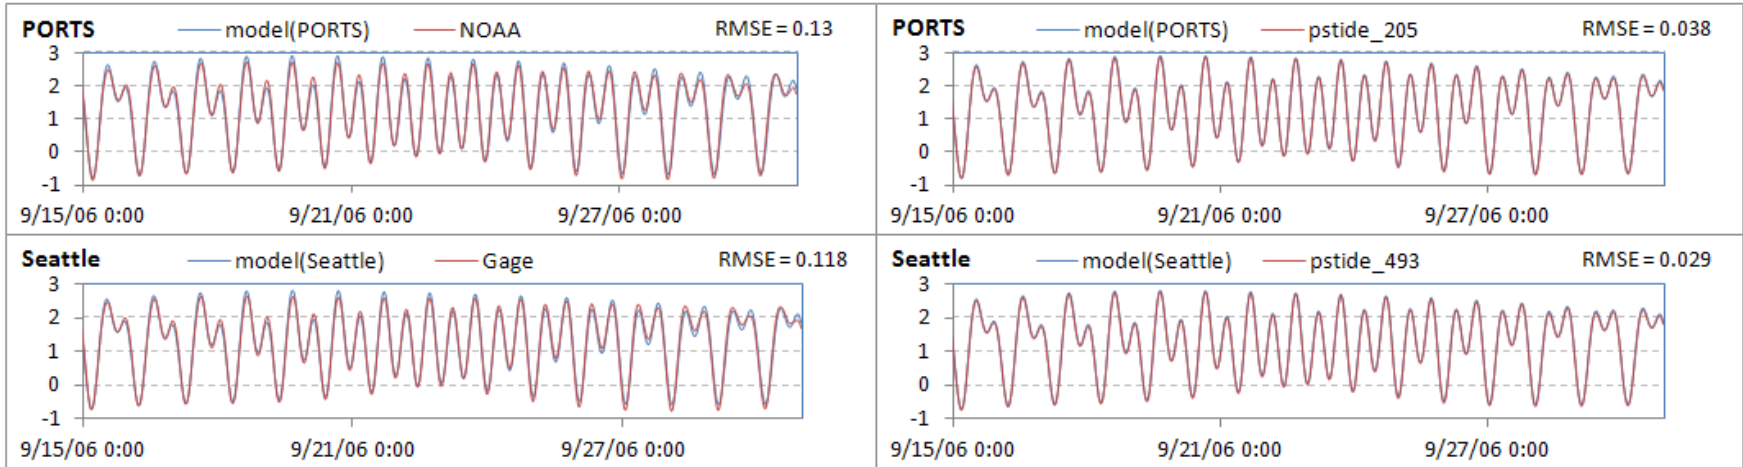 PORTS model(PORTS) NOAA RMSE = 0.13
3
2
1
0
-1
9/15/06 0:00 9/21/06 0:00 9/27/06 0:00
PORTS model(PORTS) pstide_205 RMSE = 0.038
3
2
1
0
-1
9/15/06 0:00 9/21/06 0:00 9/27/06 0:00
Seattle model(Seattle) Gage RMSE = 0.118
3
2
1
0
-1
9/15/06 0:00 9/21/06 0:00 9/27/06 0:00
Seattle model(Seattle) pstide_493 RMSE = 0.029
3
2
1
0
-1
9/15/06 0:00 9/21/06 0:00 9/27/06 0:00